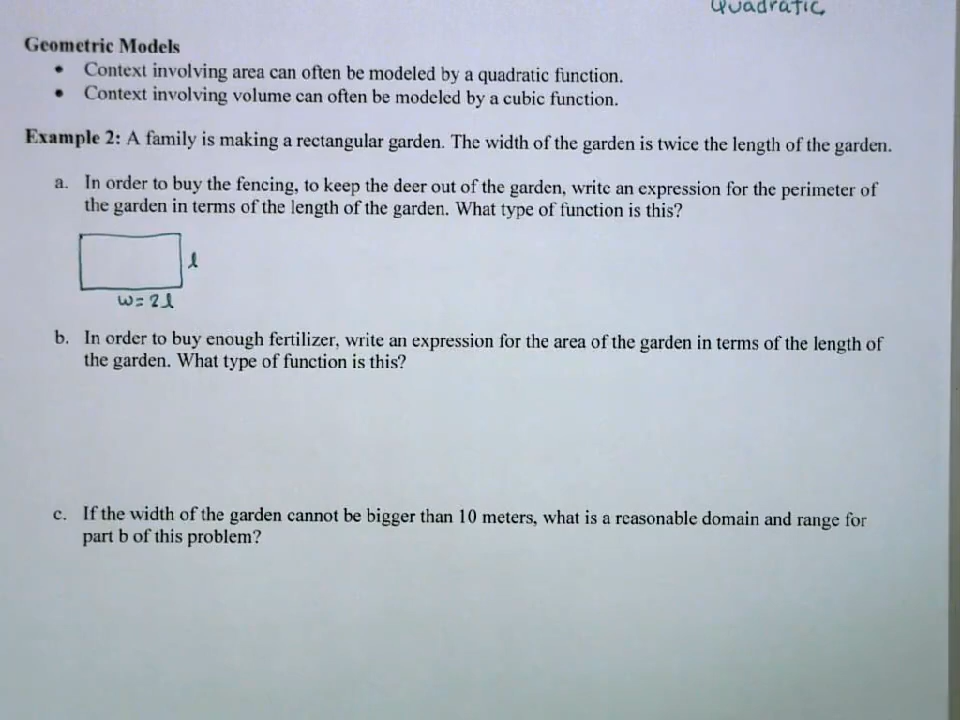 Quadratic
Geometric Models
• Context involving area can often be modeled by a quadratic function.
• Context involving volume can often be modeled by a cubic function.
Example 2: A family is making a rectangular garden. The width of the garden is twice the length of the garden.
a. In order to buy the fencing, to keep the deer out of the garden, write an expression for the perimeter of
the garden in terms of the length of the garden. What type of function is this?
l
w = 2l
b. In order to buy enough fertilizer, write an expression for the area of the garden in terms of the length of
the garden. What type of function is this?
c. If the width of the garden cannot be bigger than 10 meters, what is a reasonable domain and range for
part b of this problem?